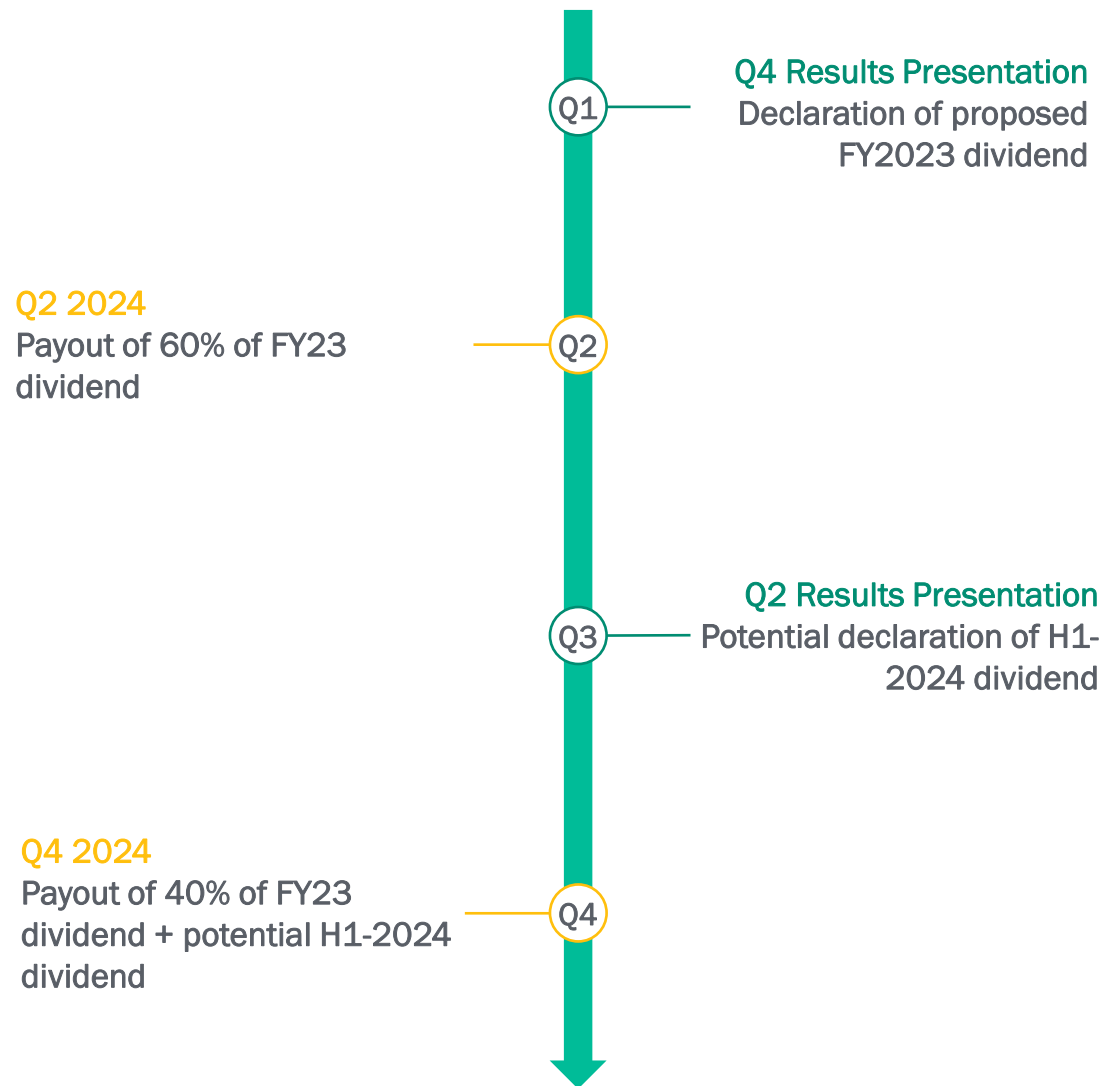 Q1
Q4 Results Presentation
Declaration of proposed
FY2023 dividend
Q2 2024
Payout of 60% of FY23
dividend
Q2
Q3
Q2 Results Presentation
Potential declaration of H1-
2024 dividend
Q4 2024
Payout of 40% of FY23
dividend + potential H1-2024
dividend
Q4